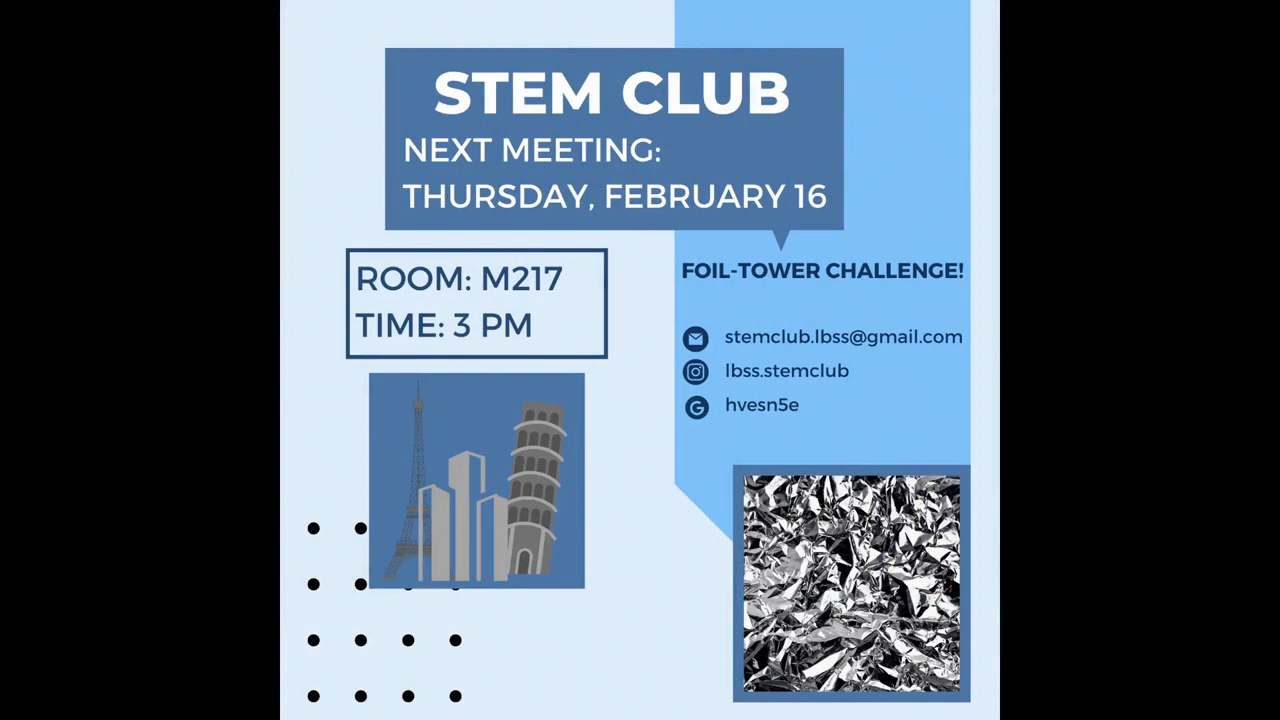 STEM CLUB
NEXT MEETING:
THURSDAY, FEBRUARY 16
ROOM: M217
TIME: 3 PM
FOIL-TOWER CHALLENGE!
stemclub.lbss@gmail.com
lbss.stemclub
G hvesn5e